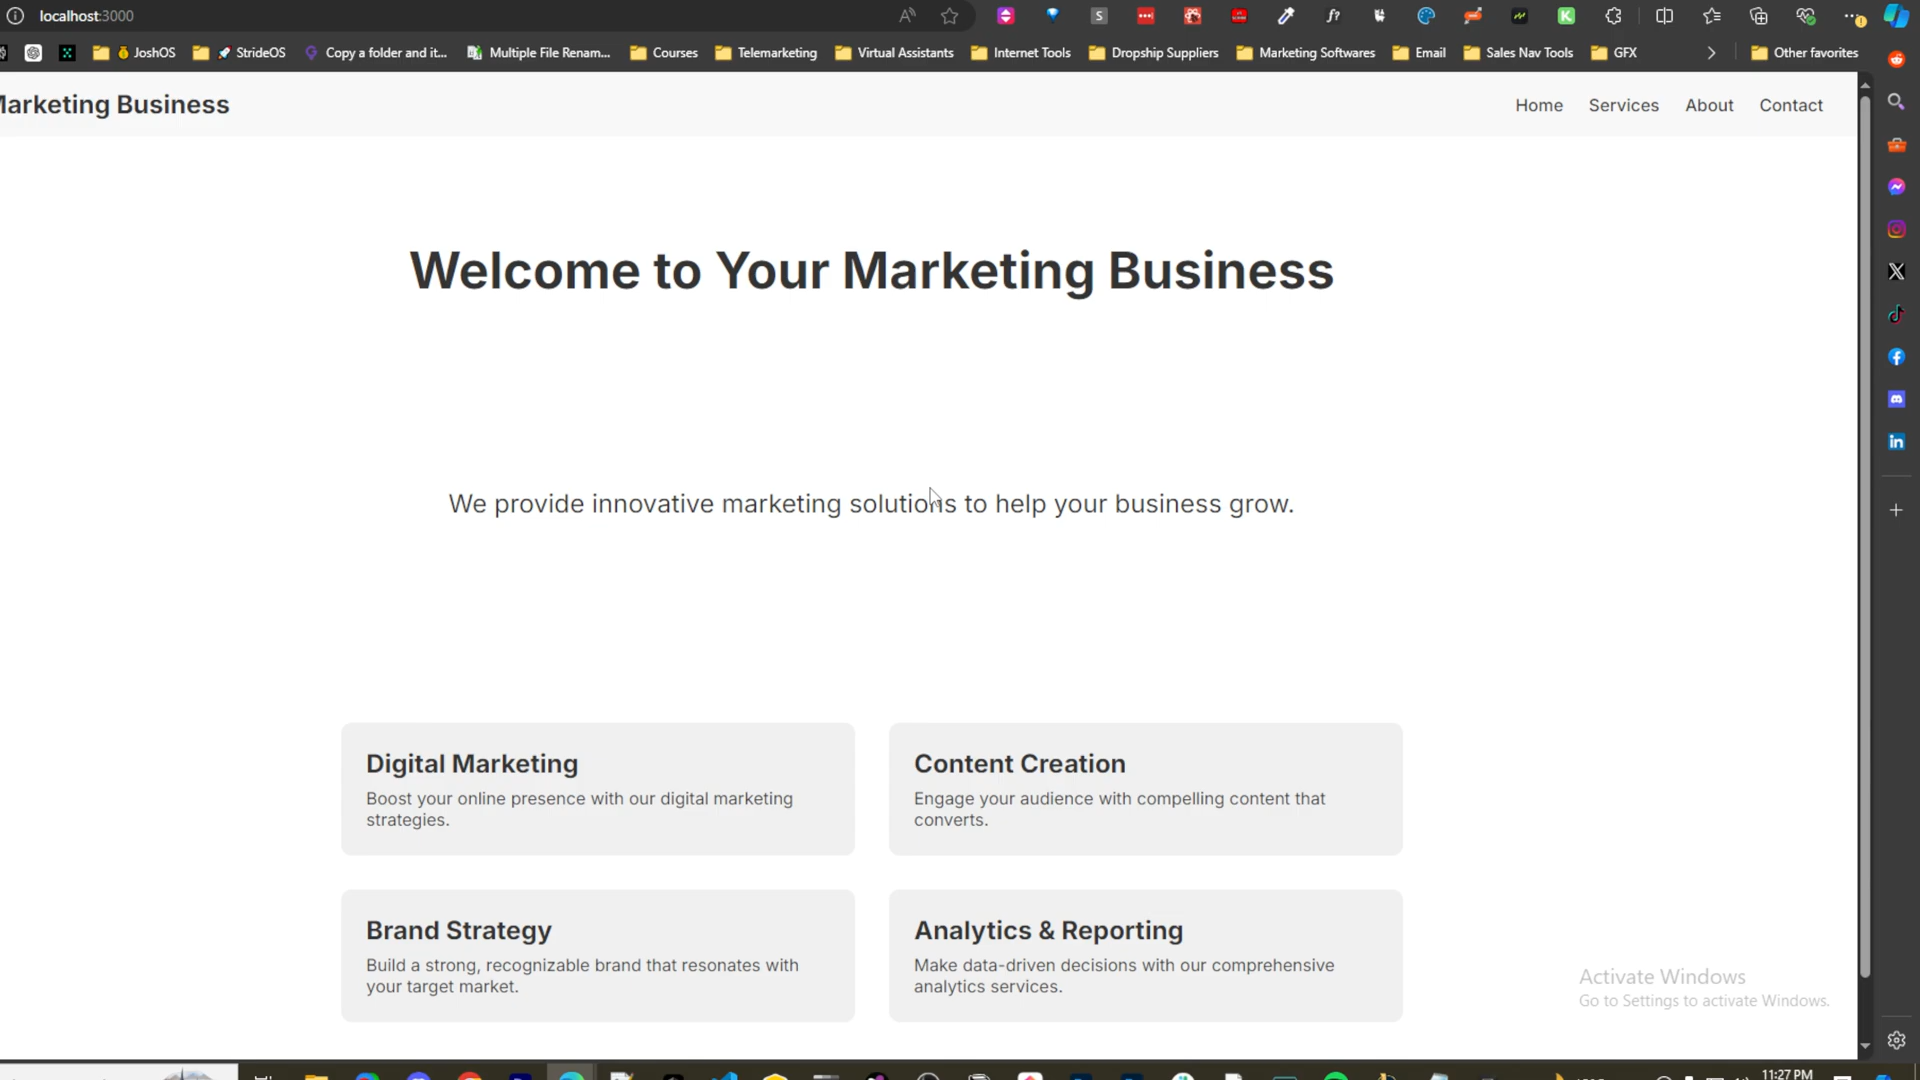 localhost:3000
JoshOS
StrideOS
Copy a folder and it...
Multiple File Renam...
Courses
Telemarketing
Virtual Assistants
Internet Tools
Dropship Suppliers
Marketing Softwares
Email
Sales Nav Tools
GFX
Other favorites
Marketing Business
Home
Services
About
Contact
Welcome to Your Marketing Business
We provide innovative marketing solutions to help your business grow.
Digital Marketing
Boost your online presence with our digital marketing
strategies.
Content Creation
Engage your audience with compelling content that
converts.
Brand Strategy
Build a strong, recognizable brand that resonates with
your target market.
Analytics & Reporting
Make data-driven decisions with our comprehensive
analytics services.
Activate Windows
Go to Settings to activate Windows.
11:27 PM